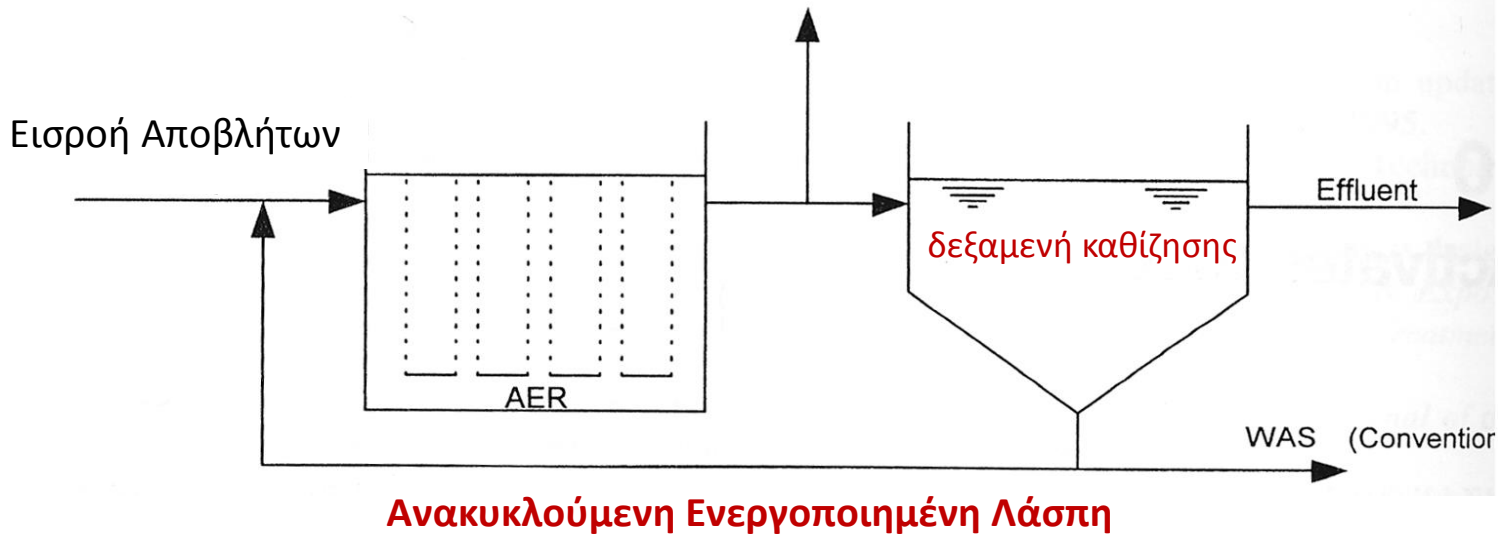 Εισροή Αποβλήτων
Effluent
δεξαμενή καθίζησης
AER
WAS (Convention
Ανακυκλούμενη Ενεργοποιημένη Λάσπη